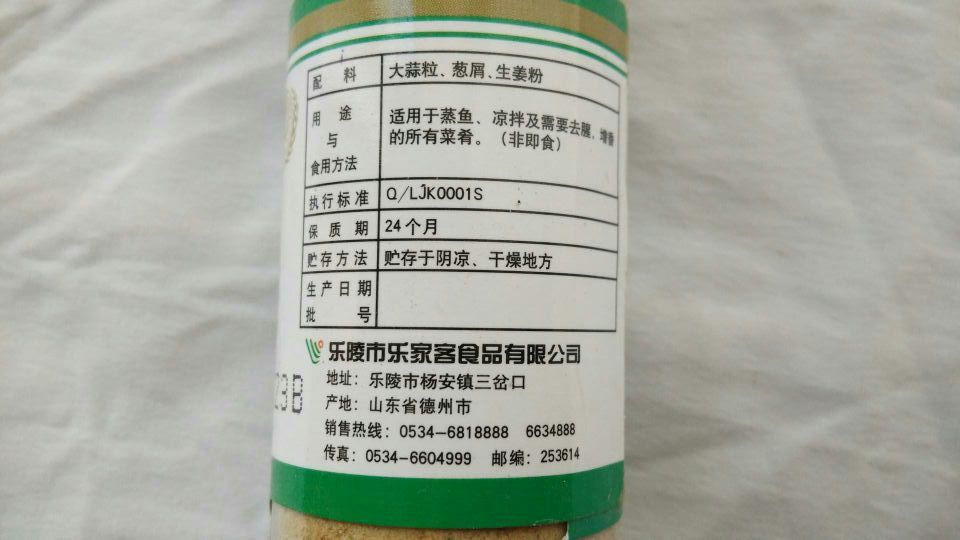 配料 大蒜粒、葱屑、生姜粉
用途
与
食用方法
适用于蒸鱼、凉拌及需要去腥、增香
的所有菜肴。（非即食）
执行标准 Q/LJK0001S
保质期 24个月
贮存方法 贮存于阴凉、干燥地方
生产日期
批号
乐陵市乐家客食品有限公司
地址：乐陵市杨安镇三岔口
产地：山东省德州市
销售热线：0534-6818888 6634888
传真：0534-6604999 邮编：253614
23B